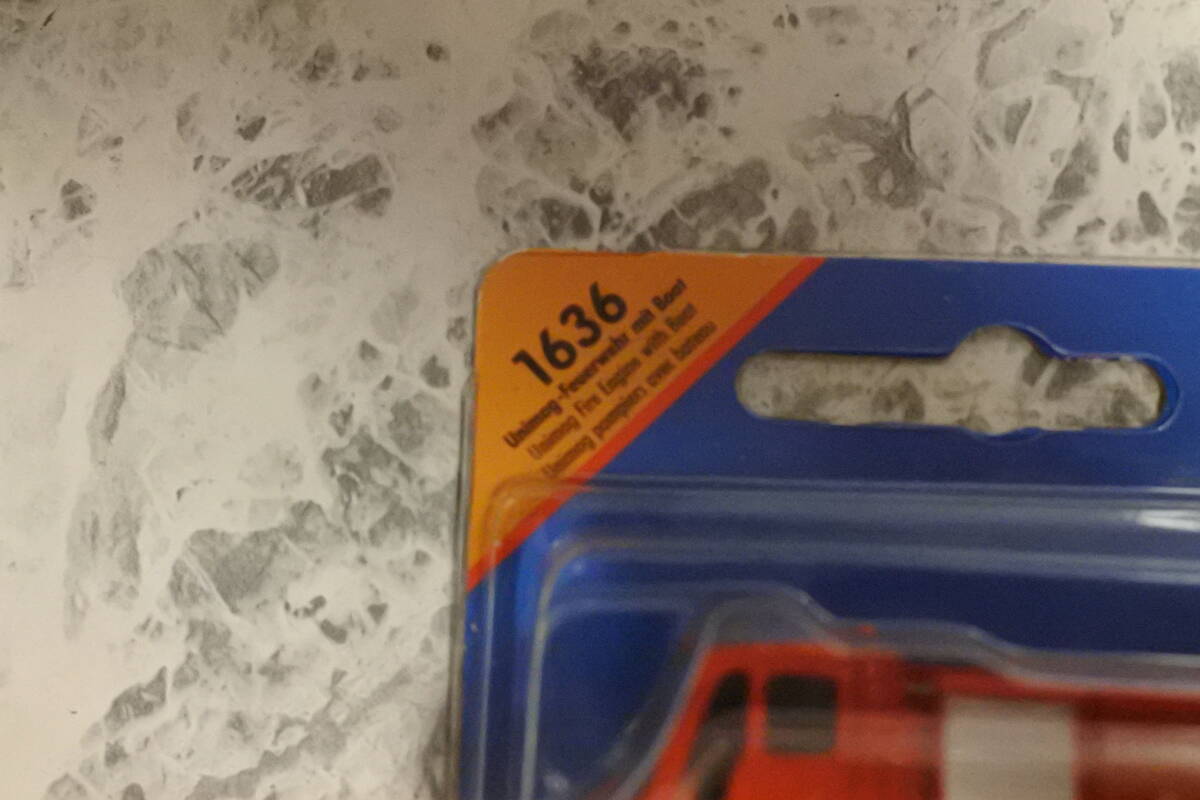 1636
Unimog-Feuerwehr mit Boot
Unimog Fire Engine with Boat
Unimog pompiers avec bateau